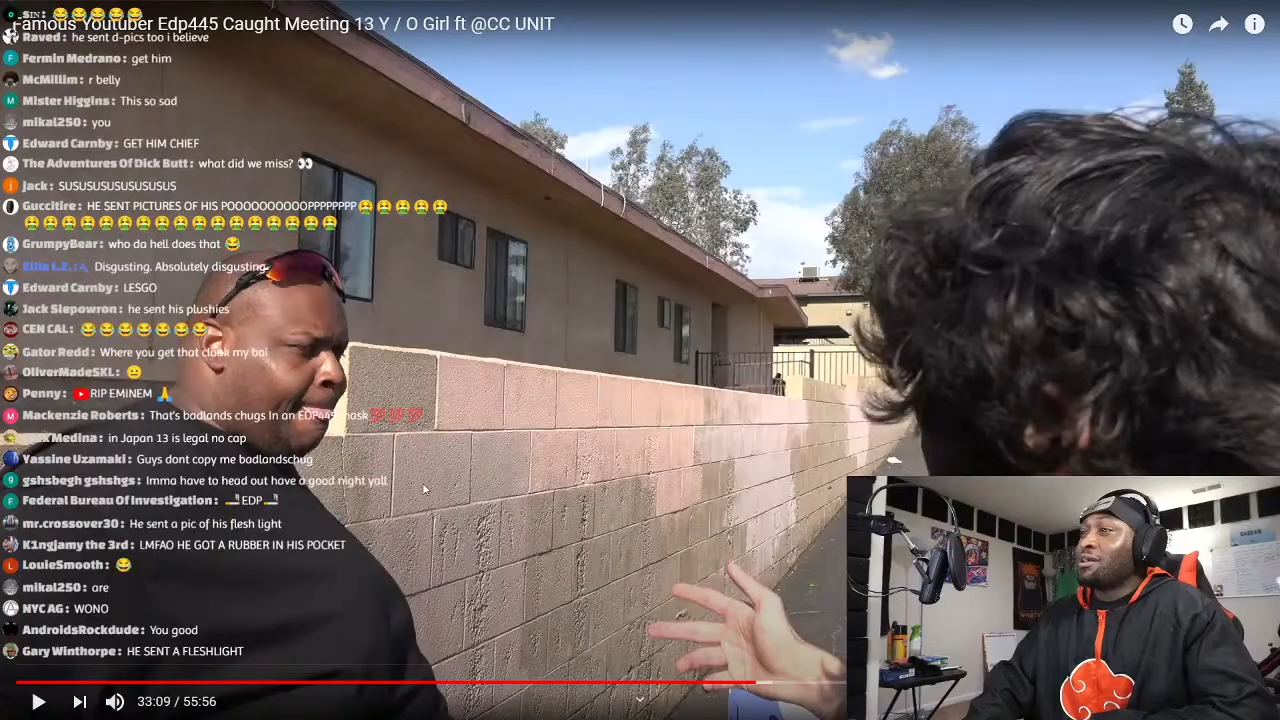 Famous Youtuber Edp445 Caught Meeting 13 Y / O Girl ft @CC UNIT
SIN: 😂😂😂😂😂
Raved: he sent d-pics too i believe
Fermin Medrano: get him
McMillim: r belly
Mister Higgins: This so sad
mikal250: you
Edward Carnby: GET HIM CHIEF
The Adventures Of Dick Butt: what did we miss? 👀
Jack: SUSUSUSUSUSUSUS
Guccitire: HE SENT PICTURES OF HIS POOOOOOOOOOPPPPPPPP🤮🤮🤮🤮🤮
🤮🤮🤮🤮🤮🤮🤮🤮🤮🤮🤮🤮🤮🤮🤮🤮🤮
GrumpyBear: who da hell does that 😂
Disgusting. Absolutely disgusting
Edward Carnby: LESGO
Jack Slepowron: he sent his plushies
CEN CAL: 😂😂😂😂😂😂😂
Gator Redd: Where you get that cloak my boi
OliverMadeSKL: 😐
Penny: RIP EMINEM 🙏
Mackenzie Roberts: That's badlands chugs In an EDP445 mask 💯💯💯
Medina: in Japan 13 is legal no cap
Yassine Uzamaki: Guys dont copy me badlandschug
gshsbegh gshshgs: Imma have to head out have a good night yall
Federal Bureau Of Investigation: 🚬EDP🚬
mr.crossover30: He sent a pic of his flesh light
K1ngJamy the 3rd: LMFAO HE GOT A RUBBER IN HIS POCKET
LouieSmooth: 😂
mikal250: are
NYC AG: WONO
AndroidsRockdude: You good
Gary Winthorpe: HE SENT A FLESHLIGHT
33:09 / 55:56